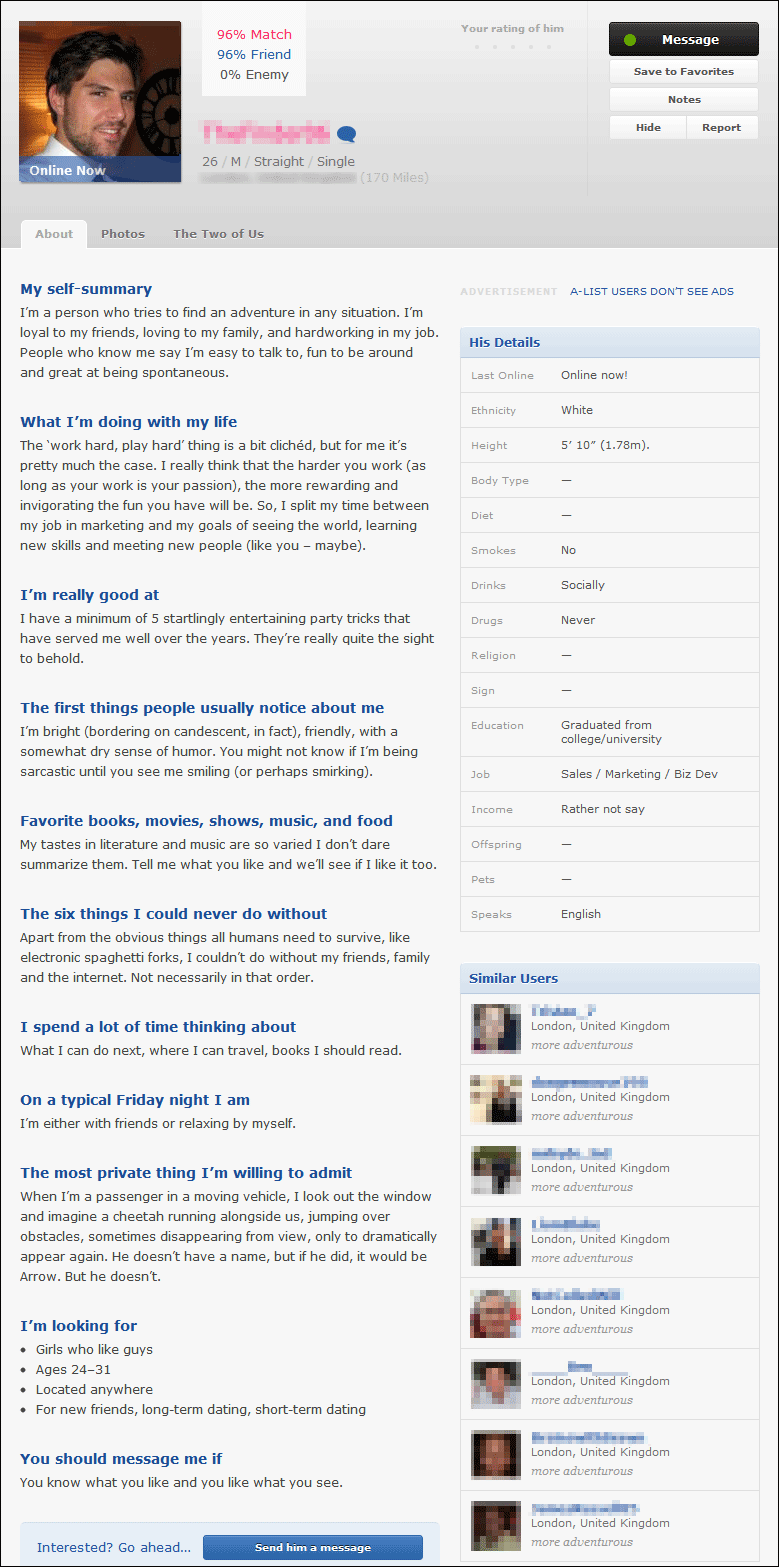 96% Match
96% Friend
0% Enemy
Your rating of him
Message
Save to Favorites
Notes
Hide
Report
Online Now
26 / M / Straight / Single
(170 Miles)
About
Photos
The Two of Us
My self-summary
I’m a person who tries to find an adventure in any situation. I’m
loyal to my friends, loving to my family, and hardworking in my job.
People who know me say I’m easy to talk to, fun to be around
and great at being spontaneous.
What I’m doing with my life
The ‘work hard, play hard’ thing is a bit clichéd, but for me it’s
pretty much the case. I really think that the harder you work (as
long as your work is your passion), the more rewarding and
invigorating the fun you have will be. So, I split my time between
my job in marketing and my goals of seeing the world, learning
new skills and meeting new people (like you – maybe).
I’m really good at
I have a minimum of 5 startlingly entertaining party tricks that
have served me well over the years. They’re really quite the sight
to behold.
The first things people usually notice about me
I’m bright (bordering on candescent, in fact), friendly, with a
somewhat dry sense of humor. You might not know if I’m being
sarcastic until you see me smiling (or perhaps smirking).
Favorite books, movies, shows, music, and food
My tastes in literature and music are so varied I don’t dare
summarize them. Tell me what you like and we’ll see if I like it too.
The six things I could never do without
Apart from the obvious things all humans need to survive, like
electronic spaghetti forks, I couldn’t do without my friends, family
and the internet. Not necessarily in that order.
I spend a lot of time thinking about
What I can do next, where I can travel, books I should read.
On a typical Friday night I am
I’m either with friends or relaxing by myself.
The most private thing I’m willing to admit
When I’m a passenger in a moving vehicle, I look out the window
and imagine a cheetah running alongside us, jumping over
obstacles, sometimes disappearing from view, only to dramatically
appear again. He doesn’t have a name, but if he did, it would be
Arrow. But he doesn’t.
I’m looking for
• Girls who like guys
• Ages 24–31
• Located anywhere
• For new friends, long-term dating, short-term dating
You should message me if
You know what you like and you like what you see.
Interested? Go ahead...
Send him a message
ADVERTISEMENT A-LIST USERS DON’T SEE ADS
His Details
Last Online Online now!
Ethnicity White
Height 5’ 10” (1.78m).
Body Type —
Diet —
Smokes No
Drinks Socially
Drugs Never
Religion —
Sign —
Education Graduated from
college/university
Job Sales / Marketing / Biz Dev
Income Rather not say
Offspring —
Pets —
Speaks English
Similar Users
London, United Kingdom
more adventurous
London, United Kingdom
more adventurous
London, United Kingdom
more adventurous
London, United Kingdom
more adventurous
London, United Kingdom
more adventurous
London, United Kingdom
more adventurous
London, United Kingdom
more adventurous
London, United Kingdom
more adventurous